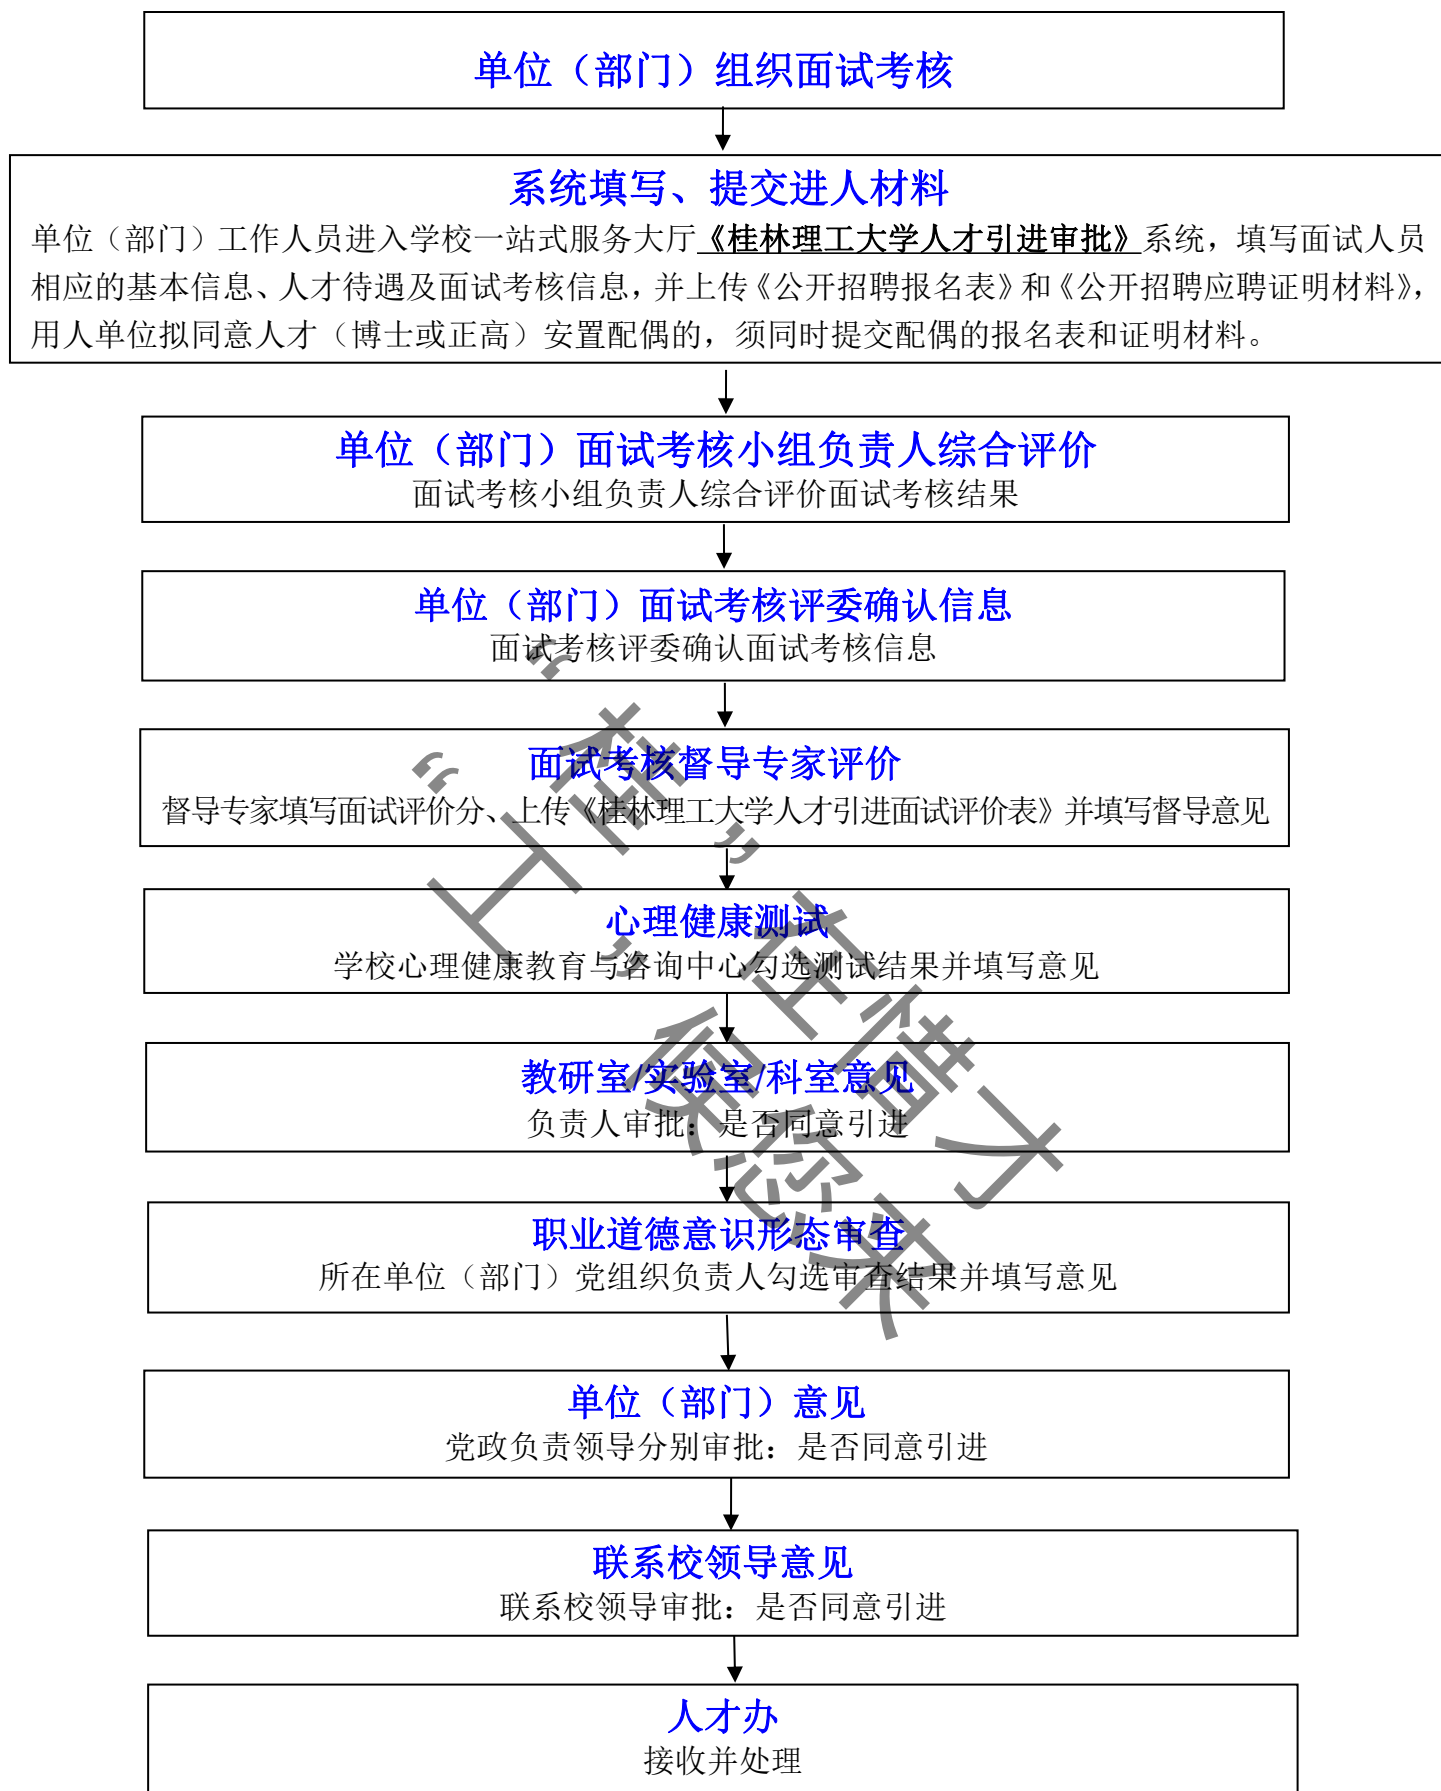 单位（部门）组织面试考核
系统填写、提交进人材料
单位（部门）工作人员进入学校一站式服务大厅《桂林理工大学人才引进审批》系统，填写面试人员
相应的基本信息、人才待遇及面试考核信息，并上传《公开招聘报名表》和《公开招聘应聘证明材料》，
用人单位拟同意人才（博士或正高）安置配偶的，须同时提交配偶的报名表和证明材料。
单位（部门）面试考核小组负责人综合评价
面试考核小组负责人综合评价面试考核结果
单位（部门）面试考核评委确认信息
面试考核评委确认面试考核信息
面试考核督导专家评价
督导专家填写面试评价分、上传《桂林理工大学人才引进面试评价表》并填写督导意见
心理健康测试
学校心理健康教育与咨询中心勾选测试结果并填写意见
教研室/实验室/科室意见
负责人审批：是否同意引进
职业道德意识形态审查
所在单位（部门）党组织负责人勾选审查结果并填写意见
单位（部门）意见
党政负责领导分别审批：是否同意引进
联系校领导意见
联系校领导审批：是否同意引进
人才办
接收并处理
“桂”在惜才
“工”候您来